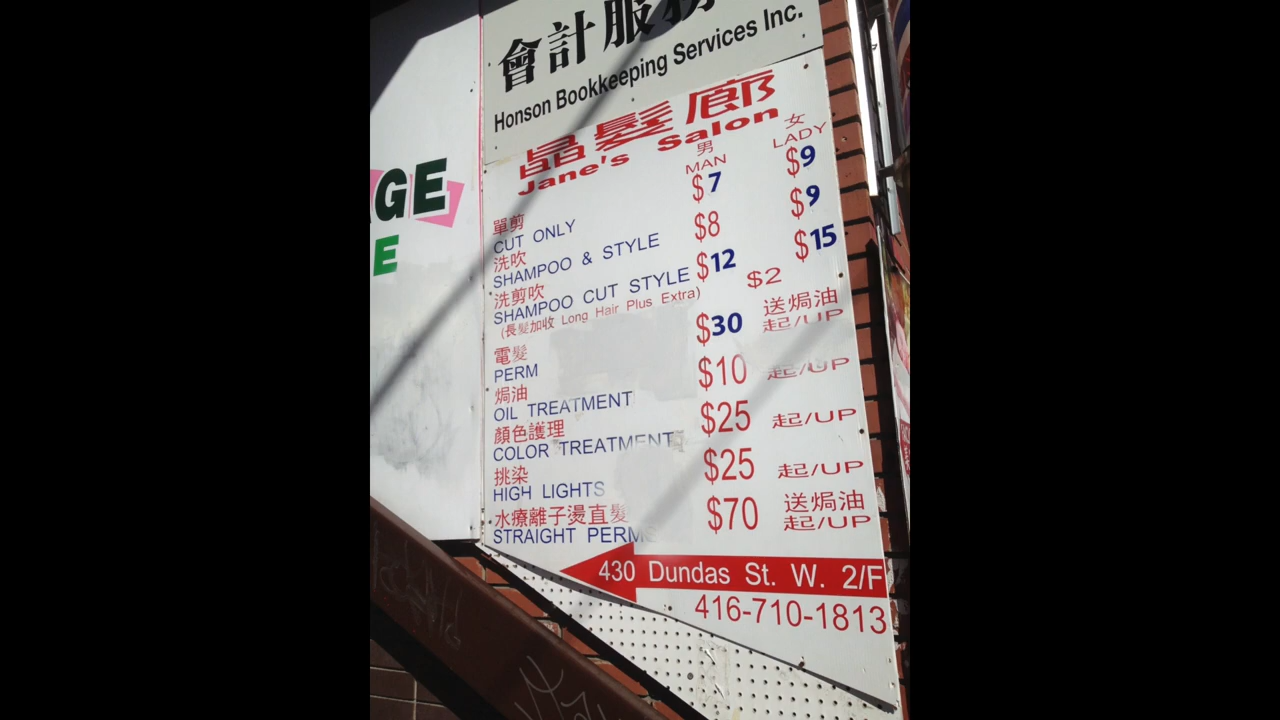 會計服務
Honson Bookkeeping Services Inc.
GE
E
晶髮廊
Jane's Salon
男 女
MAN LADY
單剪
CUT ONLY $7 $9
洗吹
SHAMPOO & STYLE $8 $9
洗剪吹
SHAMPOO CUT STYLE $12 $15
(長髮加收 Long Hair Plus Extra) $2
電髮 送焗油
PERM $30 起/UP
焗油
OIL TREATMENT $10 起/UP
顏色護理
COLOR TREATMENT $25 起/UP
挑染
HIGH LIGHTS $25 起/UP
水療離子燙直髮 送焗油
STRAIGHT PERMS $70 起/UP
430 Dundas St. W. 2/F
416-710-1813